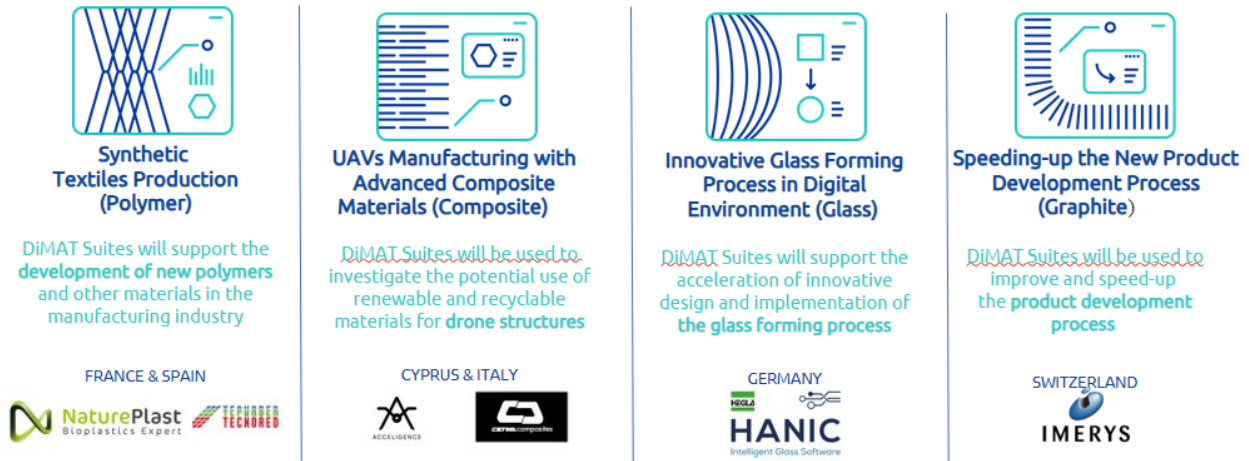 Synthetic
Textiles Production
(Polymer)
DiMAT Suites will support the
development of new polymers
and other materials in the
manufacturing industry
FRANCE & SPAIN
NaturePlast
Bioplastics Expert
TECNORED
UAVs Manufacturing with
Advanced Composite
Materials (Composite)
DiMAT Suites will be used to
investigate the potential use of
renewable and recyclable
materials for drone structures
CYPRUS & ITALY
ACCELIGENCE
CETMA composites
Innovative Glass Forming
Process in Digital
Environment (Glass)
DiMAT Suites will support the
acceleration of innovative
design and implementation of
the glass forming process
GERMANY
HEGLA
HANIC
Intelligent Glass Software
Speeding-up the New Product
Development Process
(Graphite)
DiMAT Suites will be used to
improve and speed-up
the product development
process
SWITZERLAND
IMERYS